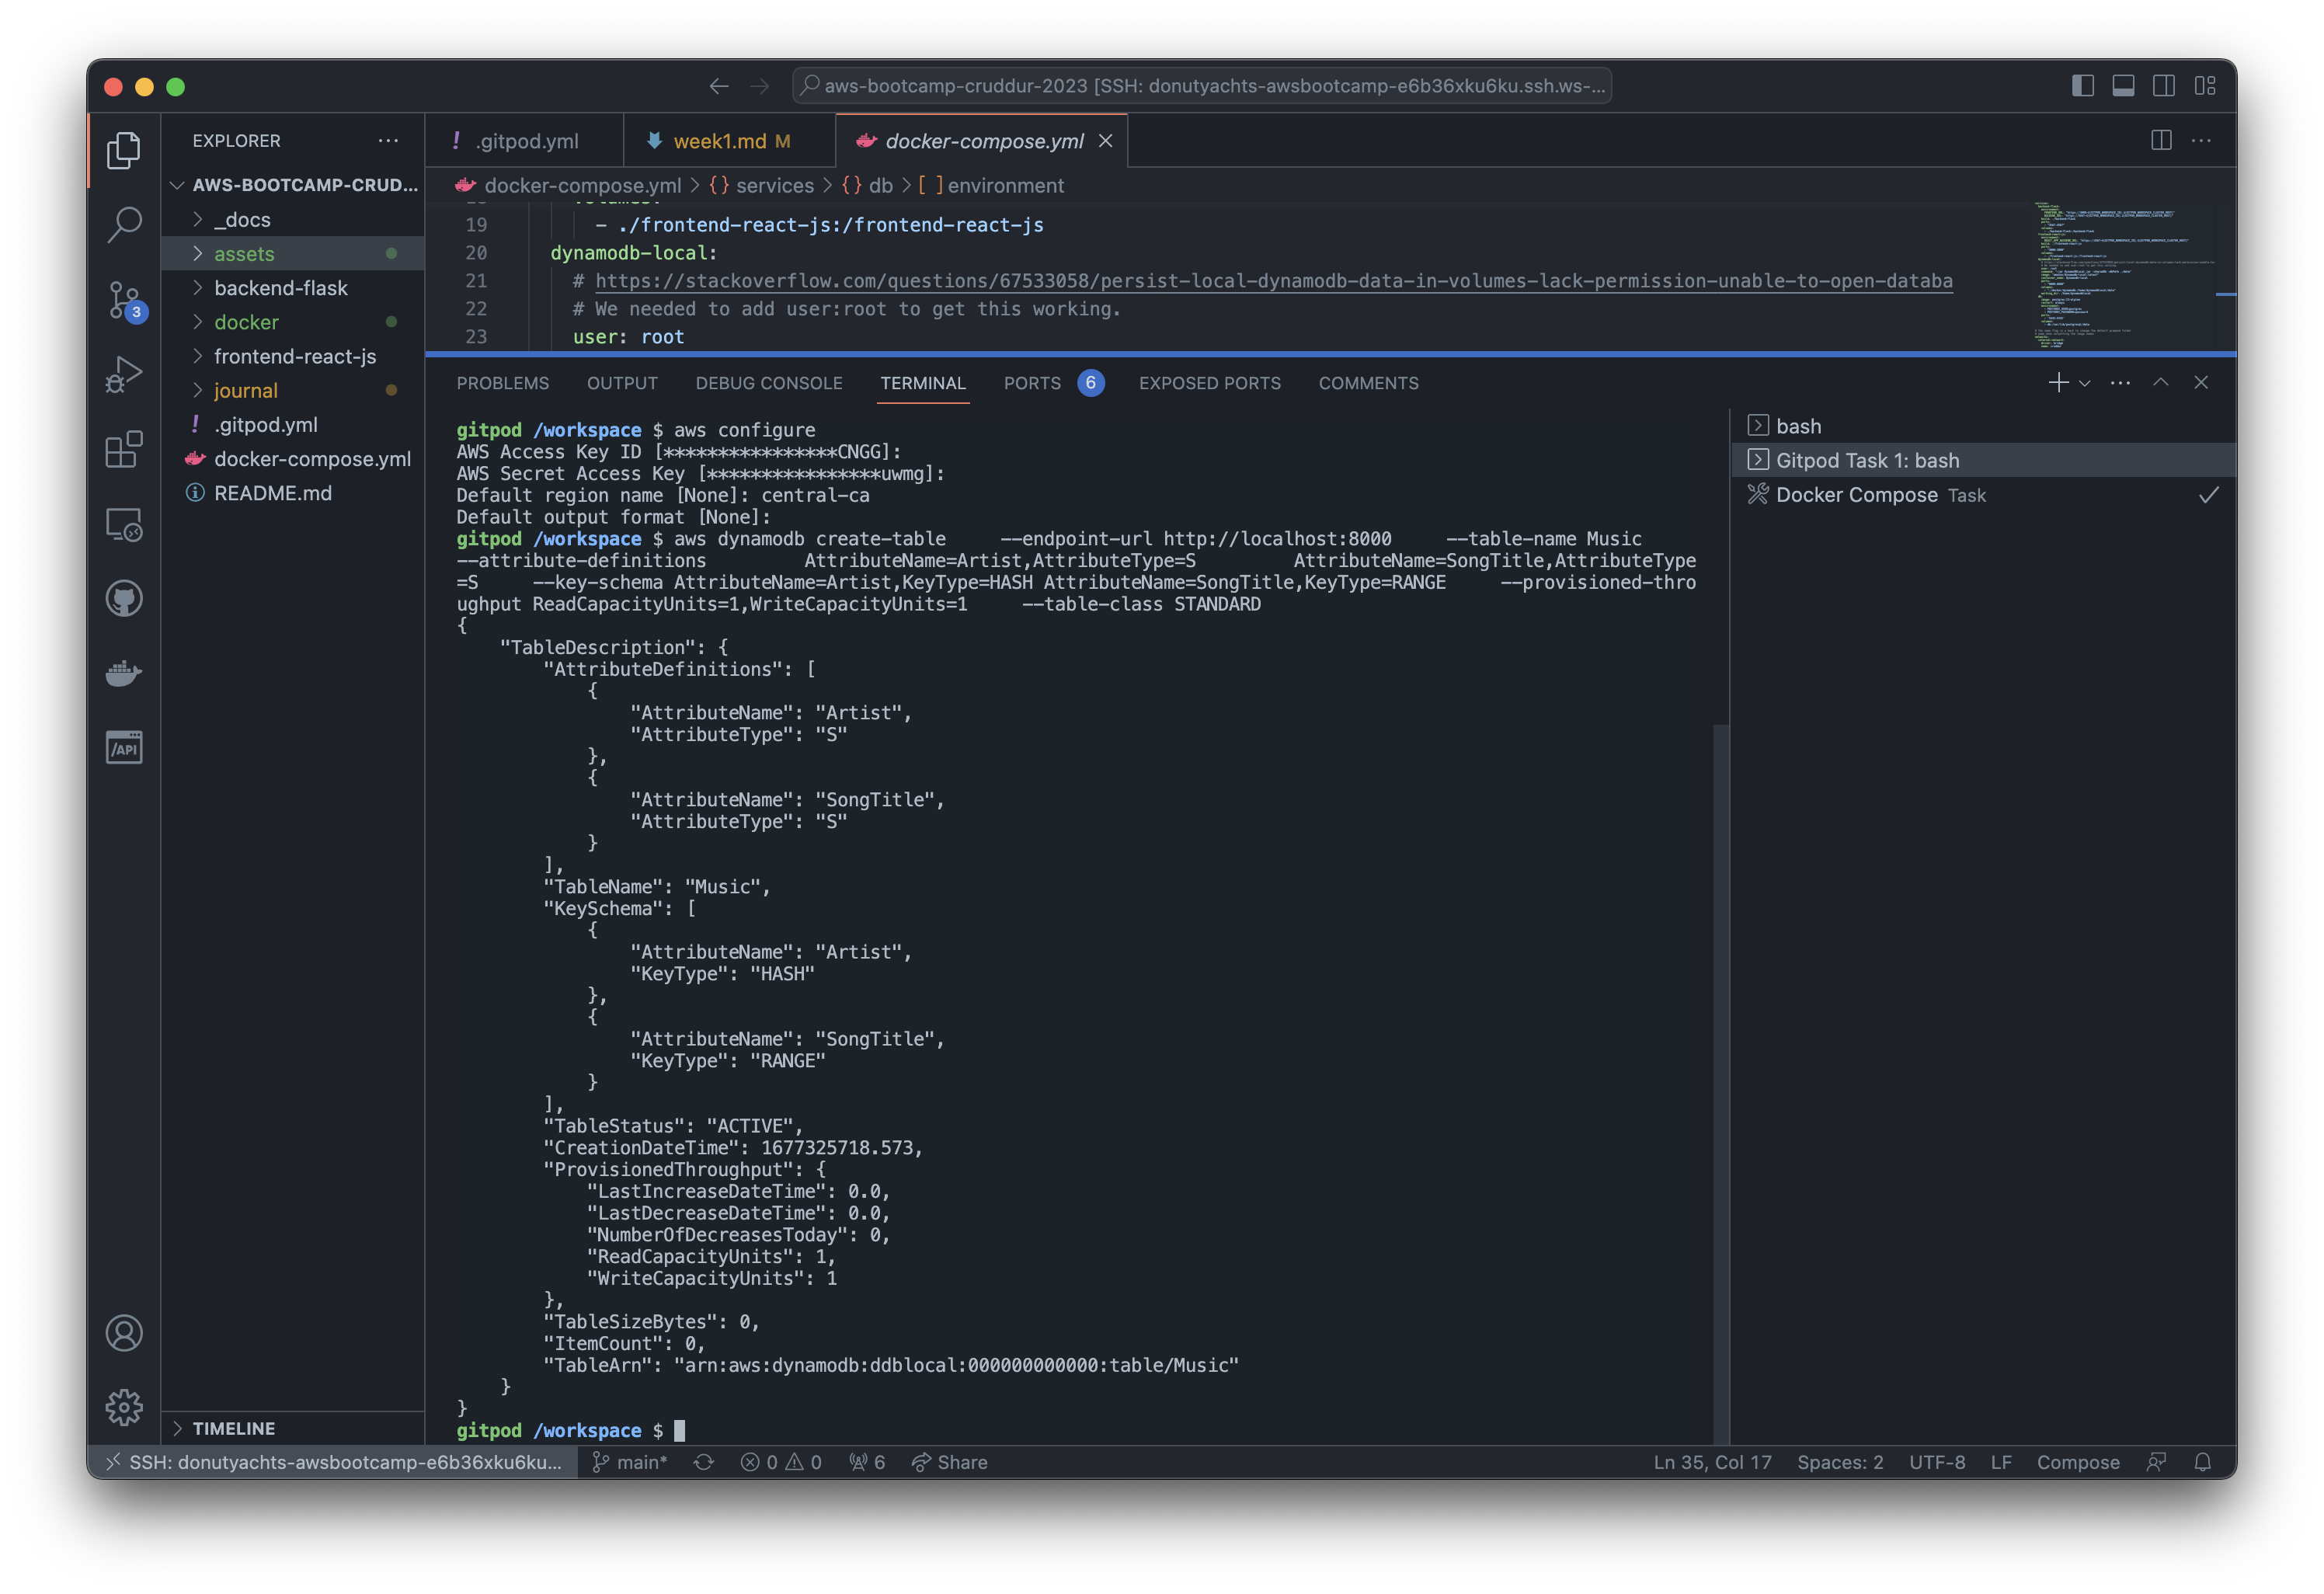 aws-bootcamp-cruddur-2023 [SSH: donutyachts-awsbootcamp-e6b36xku6ku.ssh.ws-...
EXPLORER
! .gitpod.yml
week1.md M
docker-compose.yml
AWS-BOOTCAMP-CRUD...
_docs
assets
backend-flask
docker
frontend-react-js
journal
! .gitpod.yml
docker-compose.yml
README.md
TIMELINE
3
/API
docker-compose.yml > {} services > {} db > [ ] environment
19 - ./frontend-react-js:/frontend-react-js
20 dynamodb-local:
21 # https://stackoverflow.com/questions/67533058/persist-local-dynamodb-data-in-volumes-lack-permission-unable-to-open-databa
22 # We needed to add user:root to get this working.
23 user: root
PROBLEMS OUTPUT DEBUG CONSOLE TERMINAL PORTS 6 EXPOSED PORTS COMMENTS
gitpod /workspace $ aws configure
AWS Access Key ID [****************CNGG]:
AWS Secret Access Key [****************uwmg]:
Default region name [None]: central-ca
Default output format [None]:
gitpod /workspace $ aws dynamodb create-table     --endpoint-url http://localhost:8000     --table-name Music
--attribute-definitions         AttributeName=Artist,AttributeType=S         AttributeName=SongTitle,AttributeType
=S     --key-schema AttributeName=Artist,KeyType=HASH AttributeName=SongTitle,KeyType=RANGE     --provisioned-thro
ughput ReadCapacityUnits=1,WriteCapacityUnits=1     --table-class STANDARD
{
    "TableDescription": {
        "AttributeDefinitions": [
            {
                "AttributeName": "Artist",
                "AttributeType": "S"
            },
            {
                "AttributeName": "SongTitle",
                "AttributeType": "S"
            }
        ],
        "TableName": "Music",
        "KeySchema": [
            {
                "AttributeName": "Artist",
                "KeyType": "HASH"
            },
            {
                "AttributeName": "SongTitle",
                "KeyType": "RANGE"
            }
        ],
        "TableStatus": "ACTIVE",
        "CreationDateTime": 1677325718.573,
        "ProvisionedThroughput": {
            "LastIncreaseDateTime": 0.0,
            "LastDecreaseDateTime": 0.0,
            "NumberOfDecreasesToday": 0,
            "ReadCapacityUnits": 1,
            "WriteCapacityUnits": 1
        },
        "TableSizeBytes": 0,
        "ItemCount": 0,
        "TableArn": "arn:aws:dynamodb:ddblocal:000000000000:table/Music"
    }
}
gitpod /workspace $
bash
Gitpod Task 1: bash
Docker Compose Task
SSH: donutyachts-awsbootcamp-e6b36xku6ku...
main*
0 0
6
Share
Ln 35, Col 17
Spaces: 2
UTF-8
LF
Compose